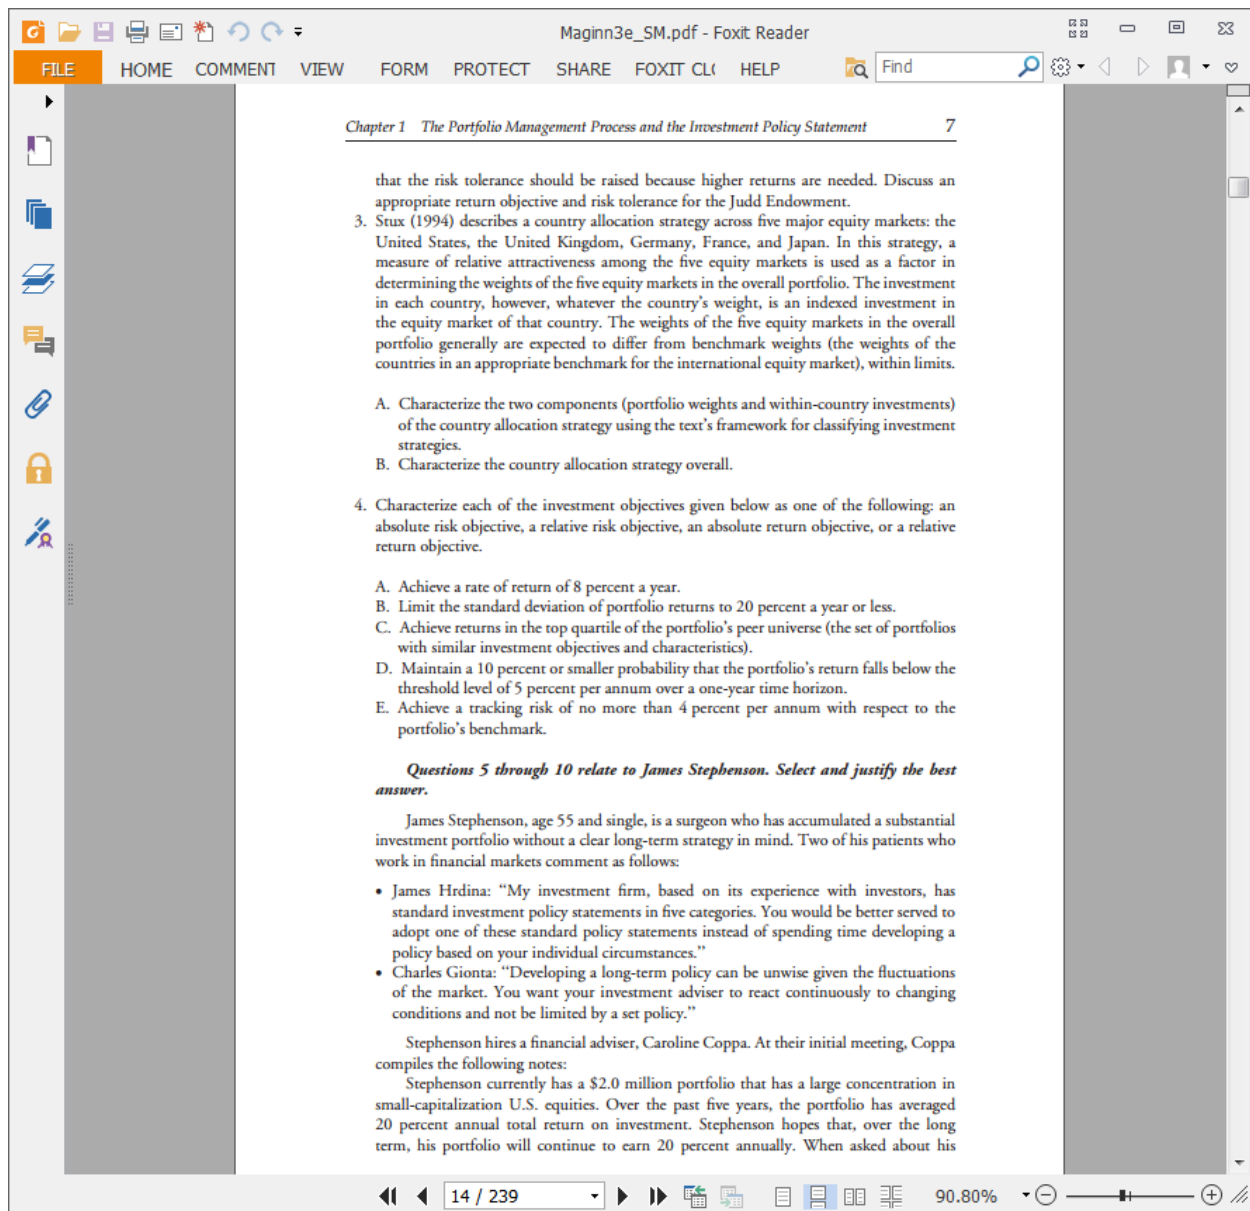 Maginn3e_SM.pdf - Foxit Reader
FILE HOME COMMENT VIEW FORM PROTECT SHARE FOXIT CL( HELP Find
Chapter 1 The Portfolio Management Process and the Investment Policy Statement 7
that the risk tolerance should be raised because higher returns are needed. Discuss an
appropriate return objective and risk tolerance for the Judd Endowment.
3. Stux (1994) describes a country allocation strategy across five major equity markets: the
United States, the United Kingdom, Germany, France, and Japan. In this strategy, a
measure of relative attractiveness among the five equity markets is used as a factor in
determining the weights of the five equity markets in the overall portfolio. The investment
in each country, however, whatever the country's weight, is an indexed investment in
the equity market of that country. The weights of the five equity markets in the overall
portfolio generally are expected to differ from benchmark weights (the weights of the
countries in an appropriate benchmark for the international equity market), within limits.
A. Characterize the two components (portfolio weights and within-country investments)
of the country allocation strategy using the text's framework for classifying investment
strategies.
B. Characterize the country allocation strategy overall.
4. Characterize each of the investment objectives given below as one of the following: an
absolute risk objective, a relative risk objective, an absolute return objective, or a relative
return objective.
A. Achieve a rate of return of 8 percent a year.
B. Limit the standard deviation of portfolio returns to 20 percent a year or less.
C. Achieve returns in the top quartile of the portfolio's peer universe (the set of portfolios
with similar investment objectives and characteristics).
D. Maintain a 10 percent or smaller probability that the portfolio's return falls below the
threshold level of 5 percent per annum over a one-year time horizon.
E. Achieve a tracking risk of no more than 4 percent per annum with respect to the
portfolio's benchmark.
Questions 5 through 10 relate to James Stephenson. Select and justify the best
answer.
James Stephenson, age 55 and single, is a surgeon who has accumulated a substantial
investment portfolio without a clear long-term strategy in mind. Two of his patients who
work in financial markets comment as follows:
• James Hrdina: "My investment firm, based on its experience with investors, has
standard investment policy statements in five categories. You would be better served to
adopt one of these standard policy statements instead of spending time developing a
policy based on your individual circumstances."
• Charles Gionta: "Developing a long-term policy can be unwise given the fluctuations
of the market. You want your investment adviser to react continuously to changing
conditions and not be limited by a set policy."
Stephenson hires a financial adviser, Caroline Coppa. At their initial meeting, Coppa
compiles the following notes:
Stephenson currently has a $2.0 million portfolio that has a large concentration in
small-capitalization U.S. equities. Over the past five years, the portfolio has averaged
20 percent annual total return on investment. Stephenson hopes that, over the long
term, his portfolio will continue to earn 20 percent annually. When asked about his
14 / 239 90.80%